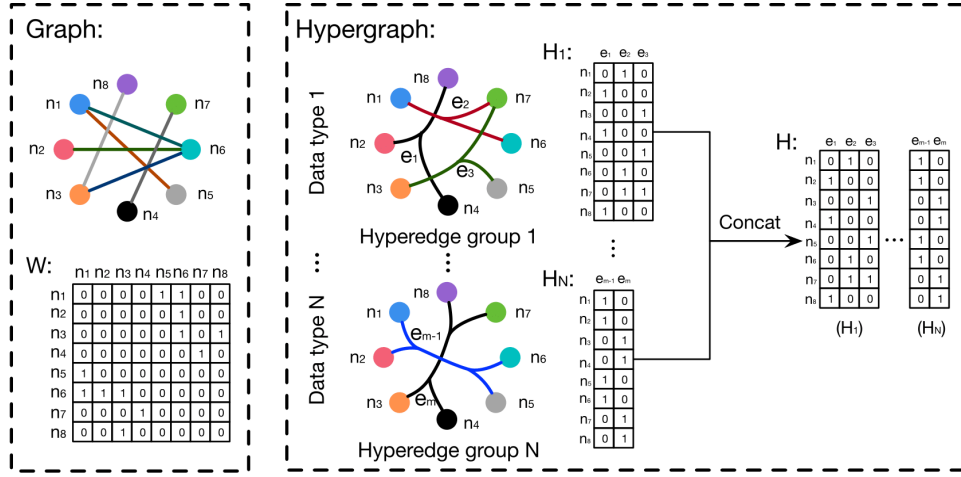 Graph:
n8
n1
n7
n2
n6
n3
n5
n4
W:
n1 n2 n3 n4 n5 n6 n7 n8
n1 0 0 0 0 1 1 0 0
n2 0 0 0 0 0 1 0 0
n3 0 0 0 0 0 1 0 1
n4 0 0 0 0 0 0 1 0
n5 1 0 0 0 0 0 0 0
n6 1 1 1 0 0 0 0 0
n7 0 0 0 1 0 0 0 0
n8 0 0 1 0 0 0 0 0
Hypergraph:
Data type 1
n8
n1
n7
e2
n2
e1
n6
e3
n3
n5
n4
Hyperedge group 1
...
...
Data type N
n8
n1
n7
em-1
n2
n6
n3
em
n5
n4
Hyperedge group N
H1:
e1 e2 e3
n1 0 1 0
n2 1 0 0
n3 0 0 1
n4 1 0 0
n5 0 0 1
n6 0 1 0
n7 0 1 1
n8 1 0 0
...
HN:
em-1 em
n1 1 0
n2 1 0
n3 0 1
n4 0 1
n5 1 0
n6 1 0
n7 0 1
n8 0 1
Concat
H:
e1 e2 e3 em-1 em
n1 0 1 0 1 0
n2 1 0 0 1 0
n3 0 0 1 0 1
n4 1 0 0 0 1
n5 0 0 1 ... 1 0
n6 0 1 0 1 0
n7 0 1 1 0 1
n8 1 0 0 0 1
(H1) (HN)